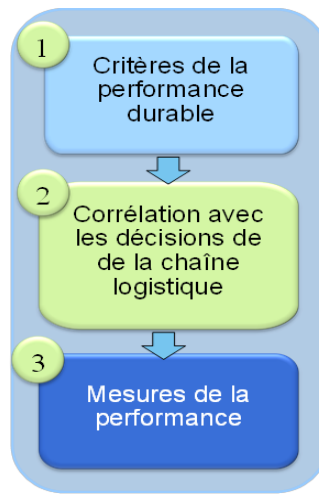 1
Critères de la
performance
durable
2
Corrélation avec
les décisions de
de la chaîne
logistique
3
Mesures de la
performance